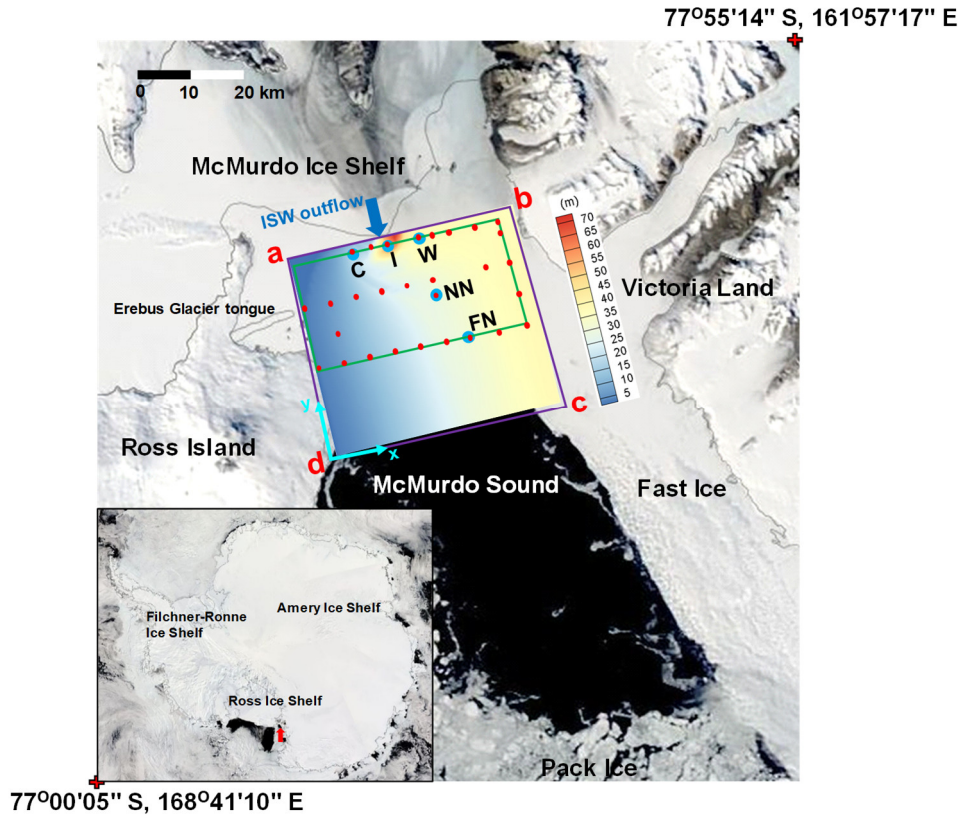 77°55'14" S, 161°57'17" E
0 10 20 km
McMurdo Ice Shelf
ISW outflow
b
(m)
70
65
60
55
50
45
40
35
30
25
20
15
10
5
a
C
I
W
NN
FN
Victoria Land
Erebus Glacier tongue
y
x
c
d
Ross Island
McMurdo Sound
Fast Ice
Amery Ice Shelf
Filchner-Ronne
Ice Shelf
Ross Ice Shelf
Pack Ice
77°00'05" S, 168°41'10" E